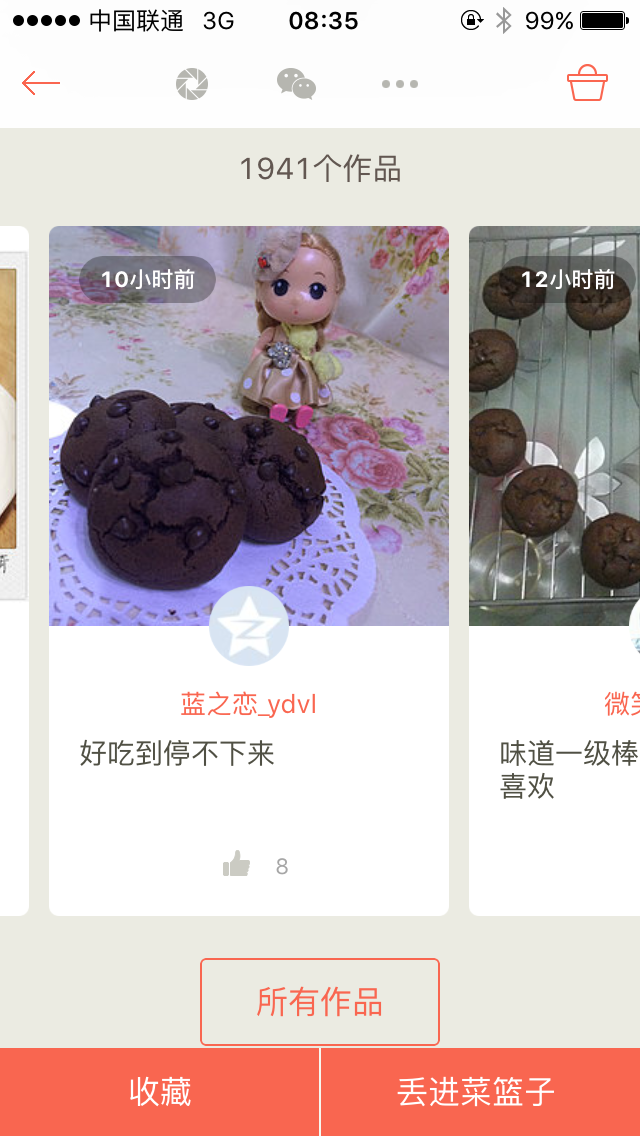 中国联通 3G 08:35 99%
1941个作品
10小时前
蓝之恋_ydvl
好吃到停不下来
8
12小时前
味道一级棒
喜欢
所有作品
收藏 丢进菜篮子